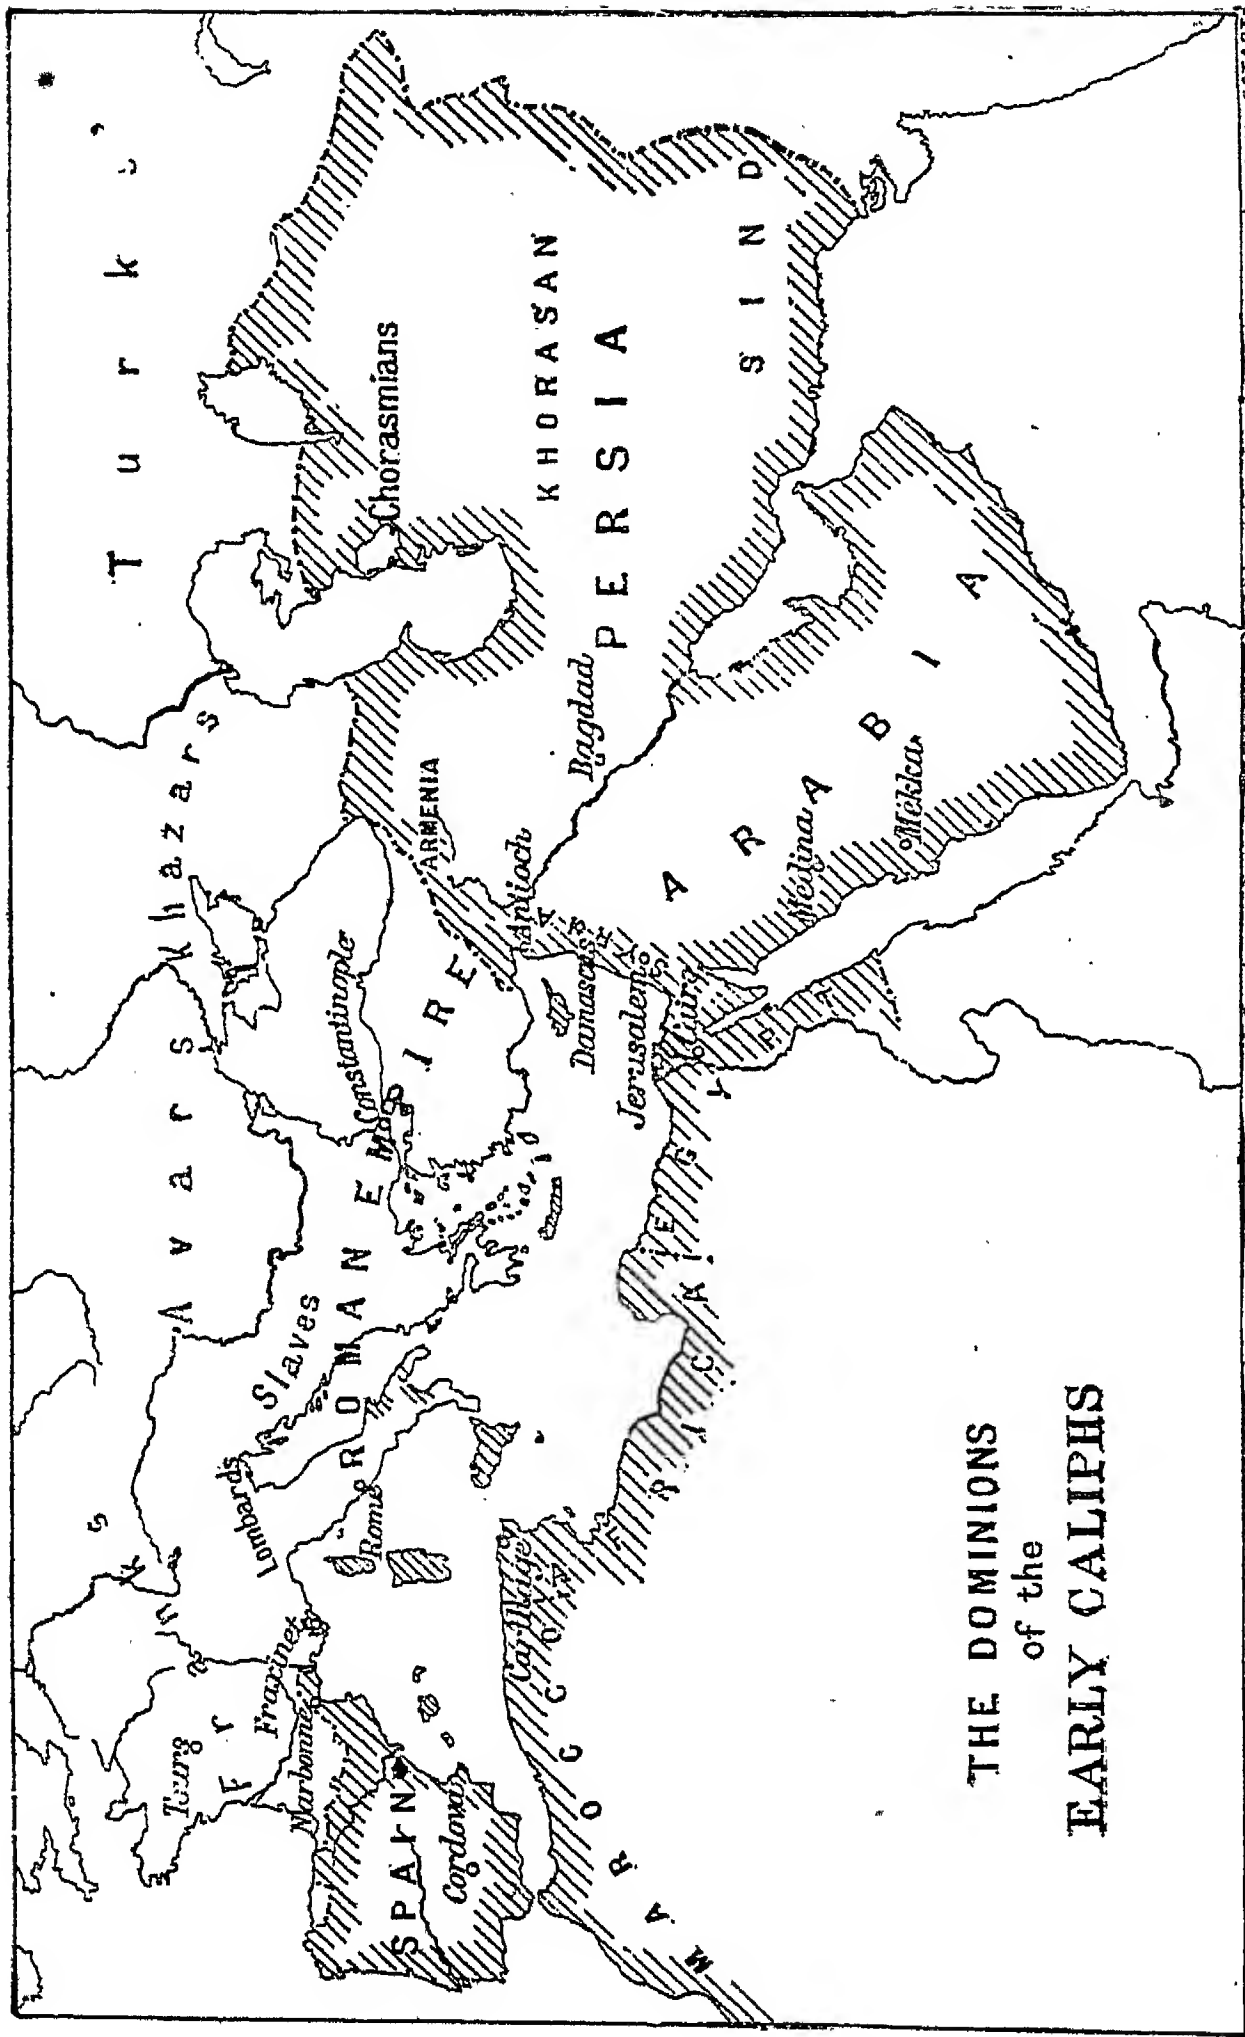 Turks
Khazars
Avars
Slaves
Lombards
Franks
Tours
Fraxinet
Narbonne
SPAIN
Cordova
Rome
ROMAN EMPIRE
Constantinople
ARMENIA
Chorasmians
KHORASAN
PERSIA
SIND
Bagdad
Antioch
SYRIA
Damascus
Jerusalem
ARABIA
Medina
Mekka
EGYPT
AFRICA
Carthage
MAROCCO
THE DOMINIONS
of the
EARLY CALIPHS